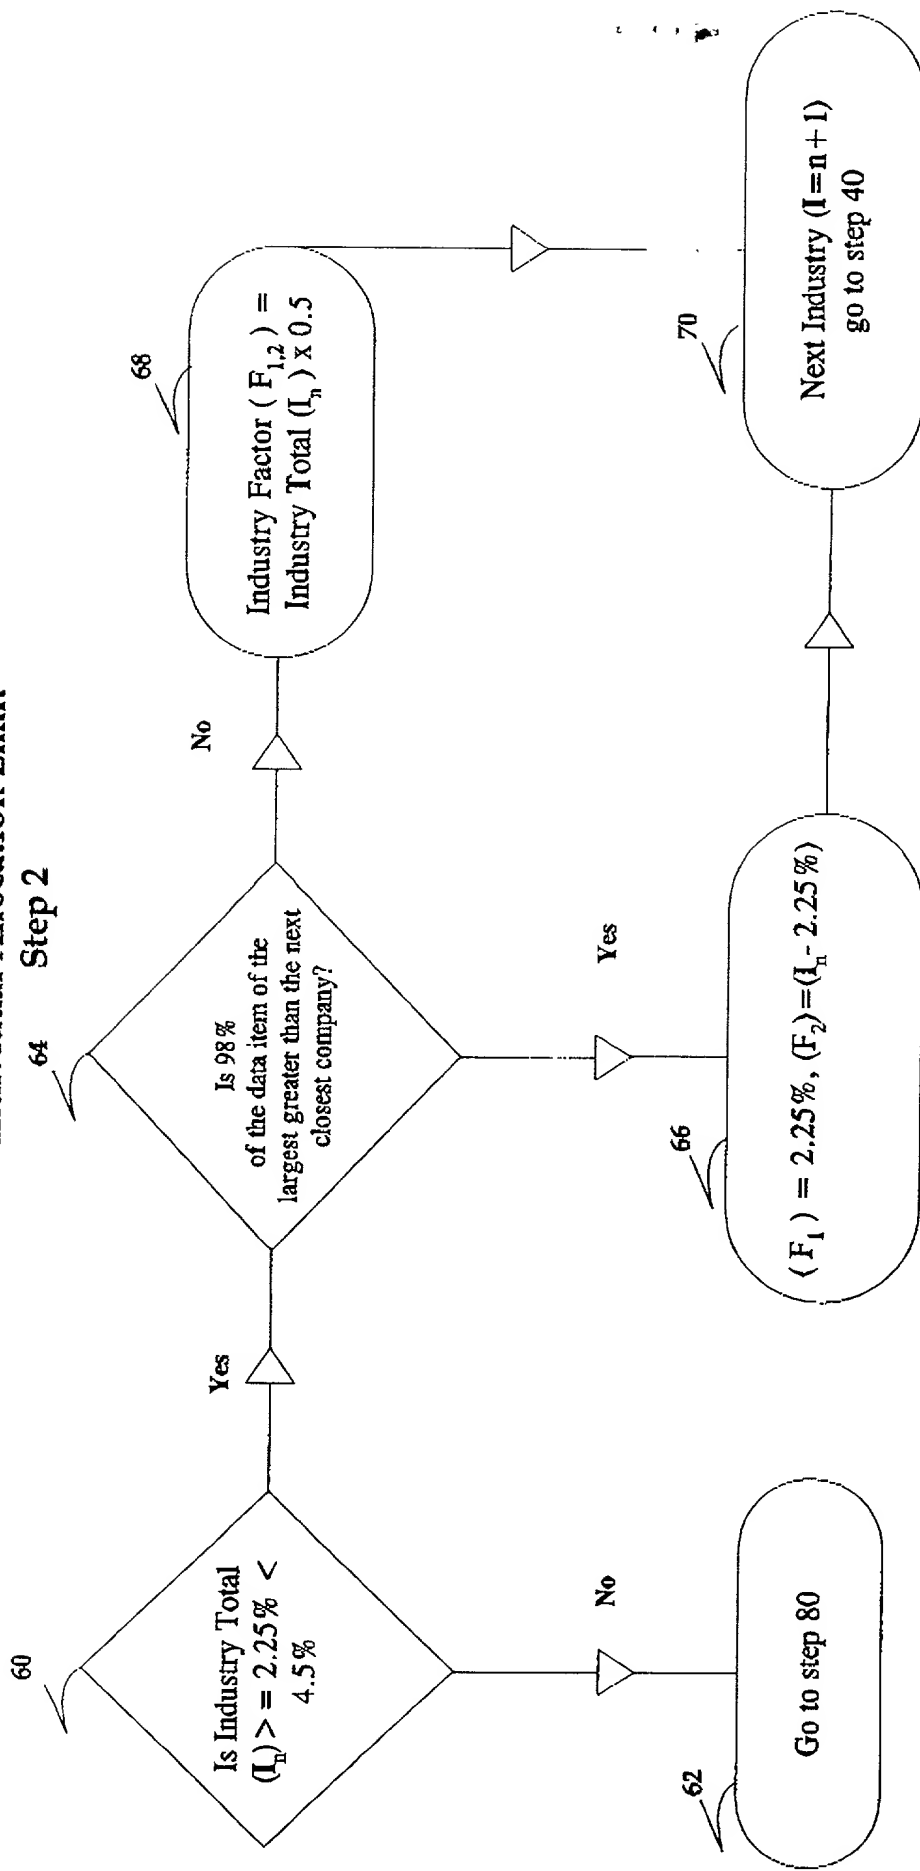 Step 2
60
Is Industry Total
(Iₙ) > = 2.25% <
4.5%
Yes
No
62
Go to step 80
64
Is 98%
of the data item of the
largest greater than the next
closest company?
No
Yes
68
Industry Factor ( F₁,₂ ) =
Industry Total (Iₙ ) x 0.5
66
( F₁ ) = 2.25%, (F₂)=(Iₙ- 2.25%)
70
Next Industry (I=n+1)
go to step 40